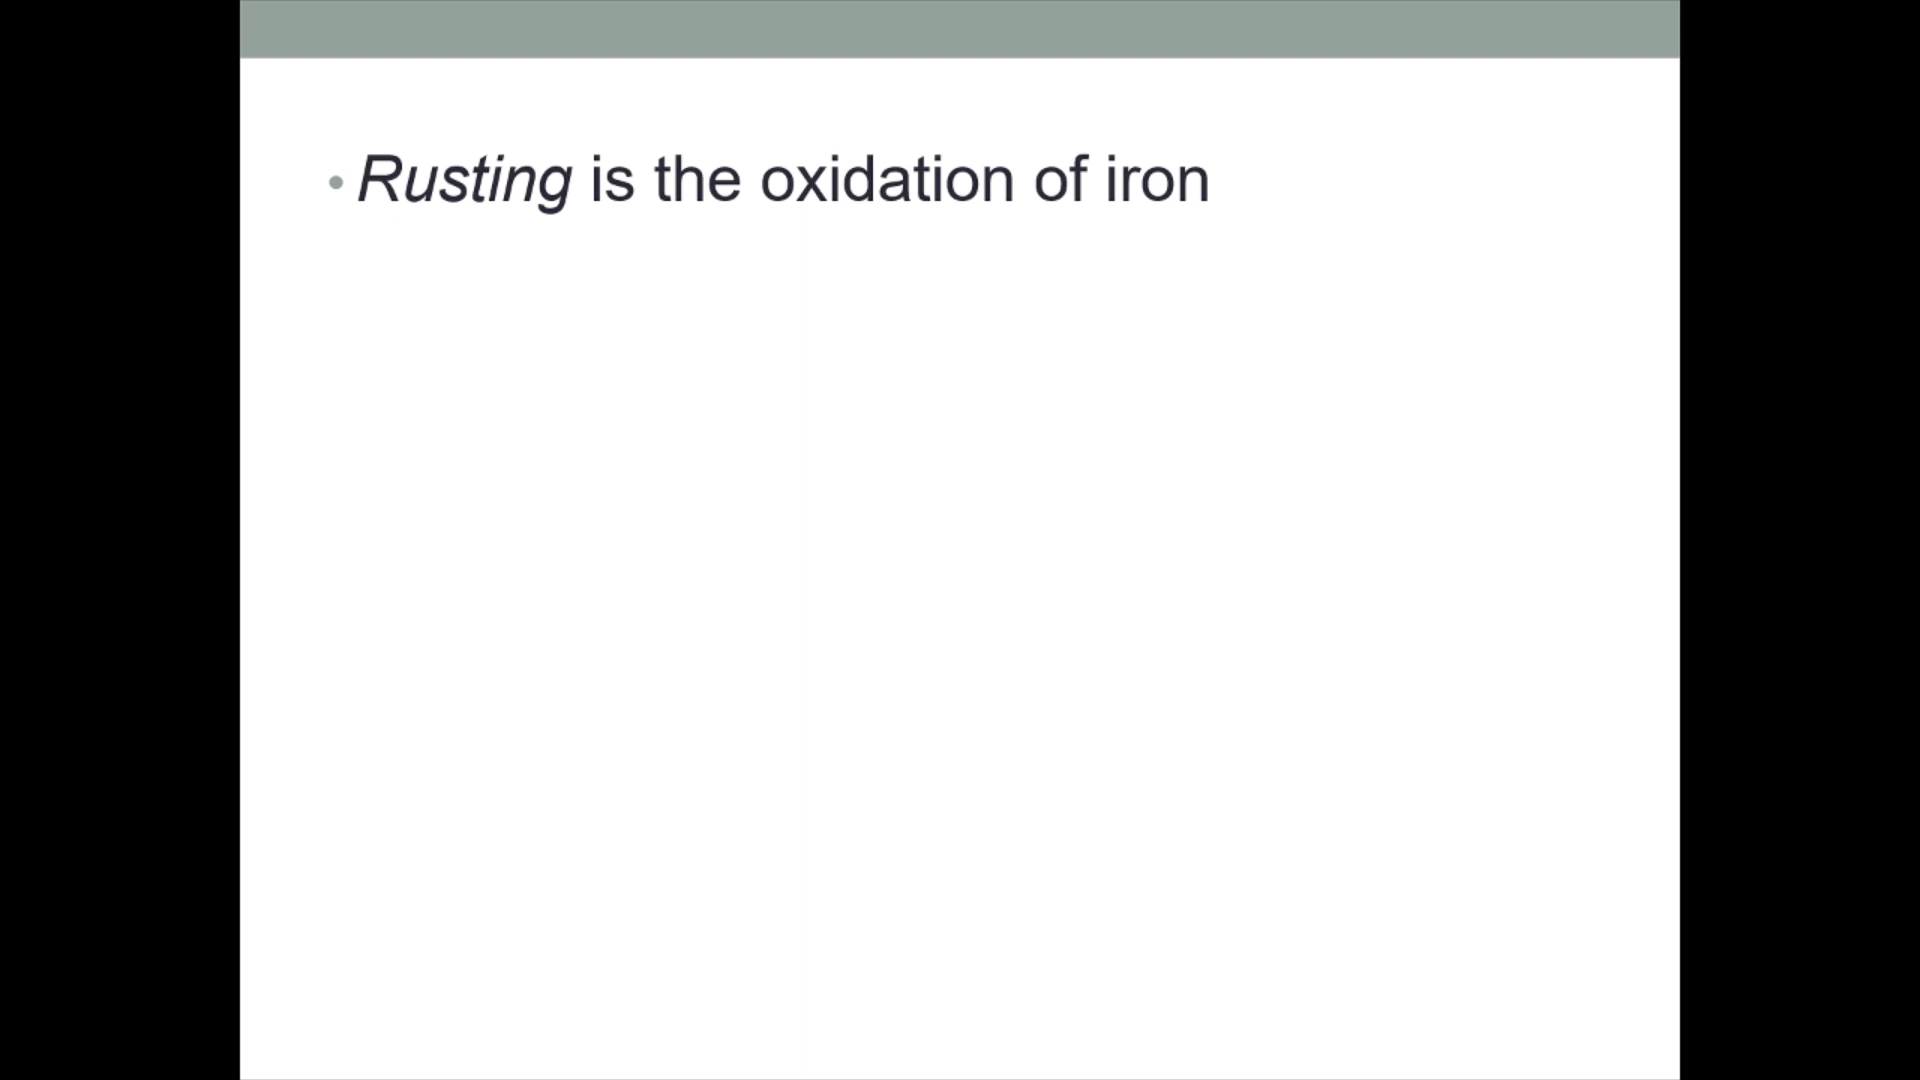 • Rusting is the oxidation of iron